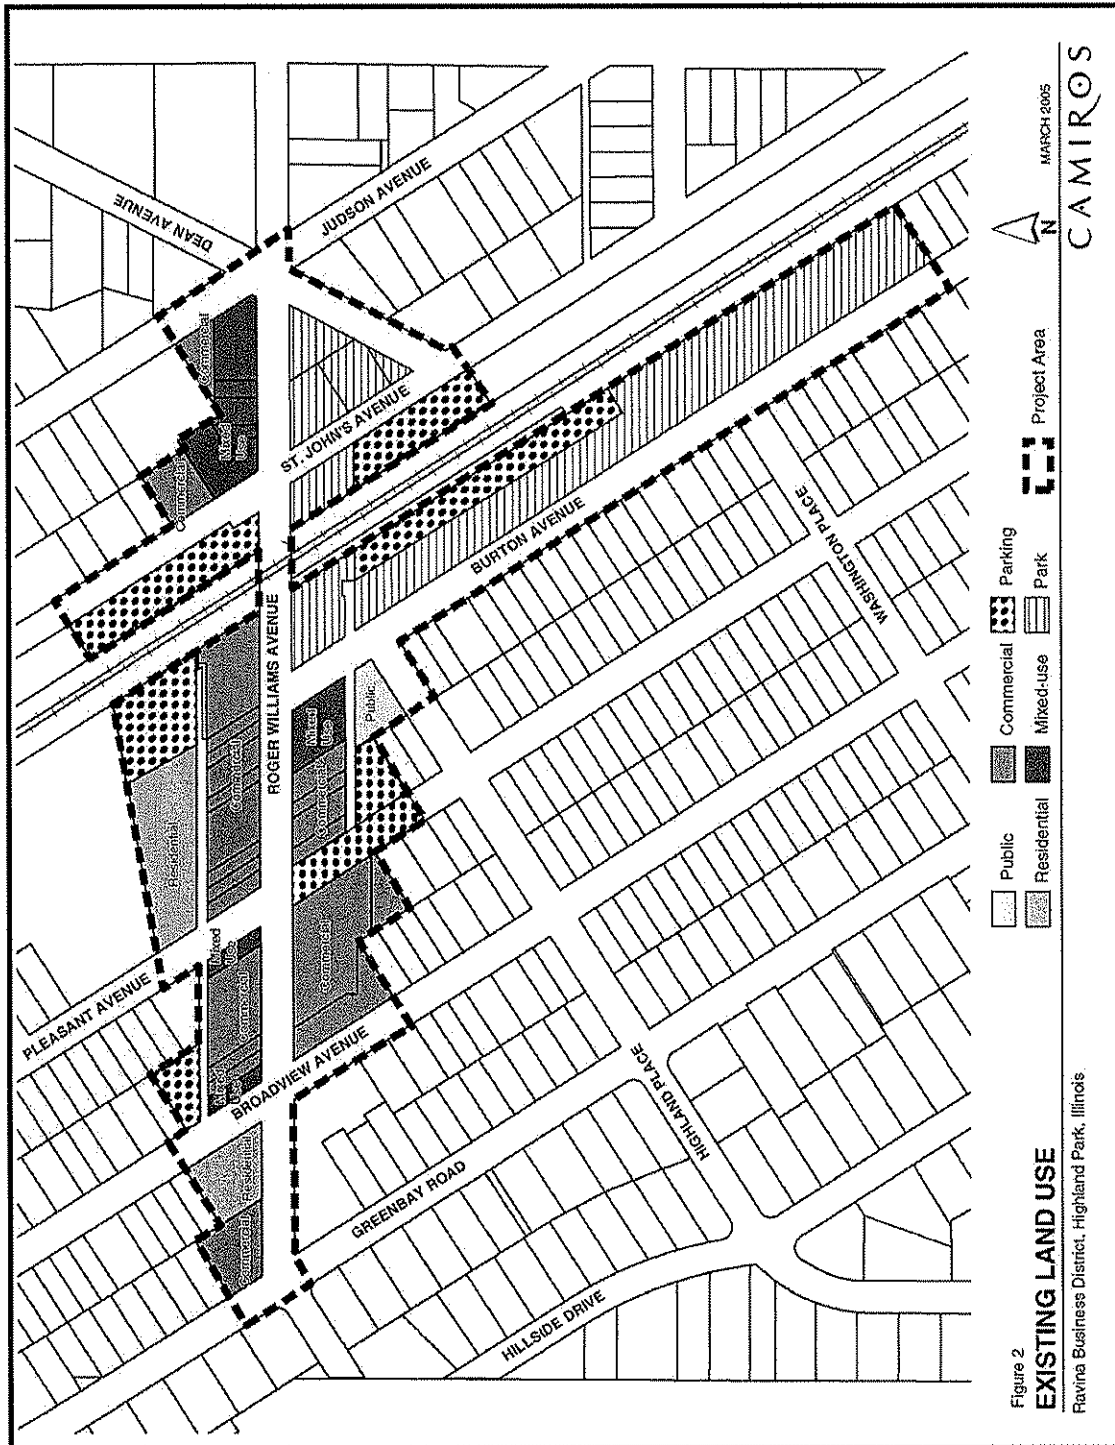 DEAN AVENUE
JUDSON AVENUE
Commercial
Mixed
Use
Commercial
ST. JOHN'S AVENUE
PLEASANT AVENUE
Residential
Commercial
ROGER WILLIAMS AVENUE
Mixed
Use
Public
Commercial
BURTON AVENUE
WASHINGTON PLACE
Mixed
Use
Commercial
Mixed
Use
Commercial
BROADVIEW AVENUE
Residential
Commercial
GREENBAY ROAD
HIGHLAND PLACE
HILLSIDE DRIVE
Figure 2
EXISTING LAND USE
Ravinia Business District, Highland Park, Illinois
Public
Commercial
Parking
Residential
Mixed-use
Park
Project Area
N
MARCH 2005
CAMIROS